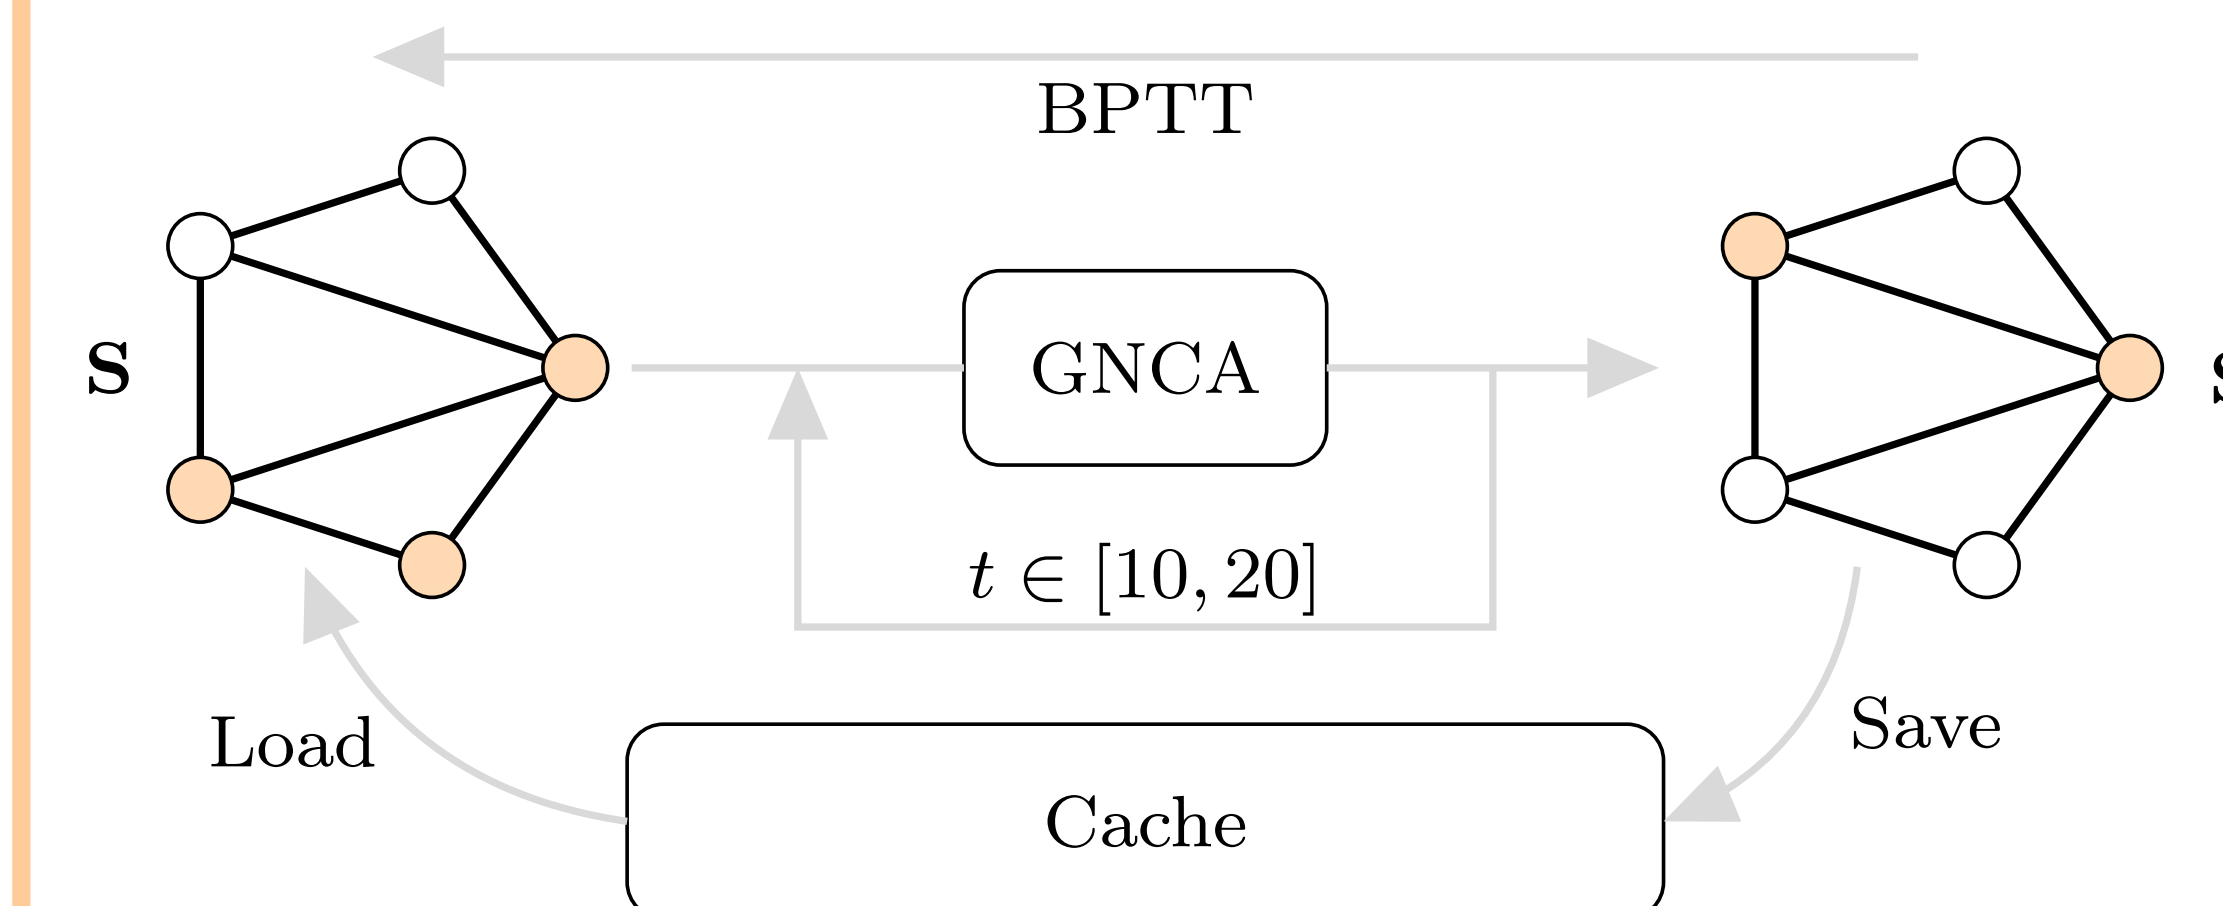 BPTT
S
GNCA
t ∈ [10, 20]
Load
Save
Cache